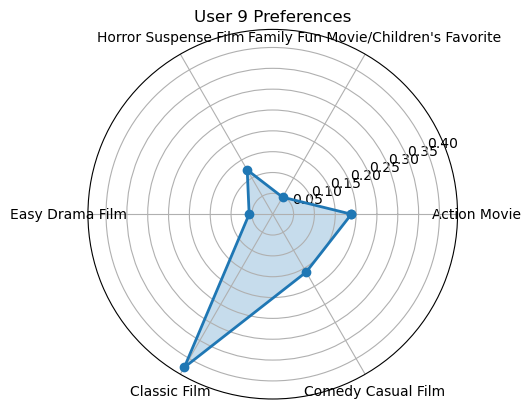 User 9 Preferences
Horror Suspense Film
Family Fun Movie/Children's Favorite
0.40
0.35
0.30
0.25
0.20
0.15
0.10
0.05
Easy Drama Film
Action Movie
Classic Film
Comedy Casual Film